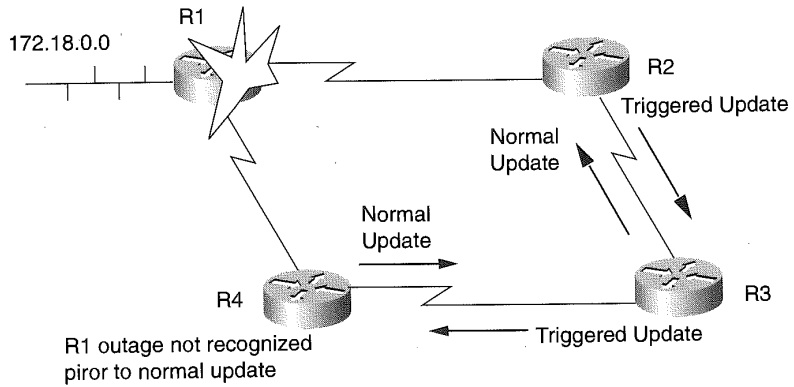 R1
172.18.0.0
R2
Triggered Update
Normal
Update
Normal
Update
R4
R3
Triggered Update
R1 outage not recognized
piror to normal update